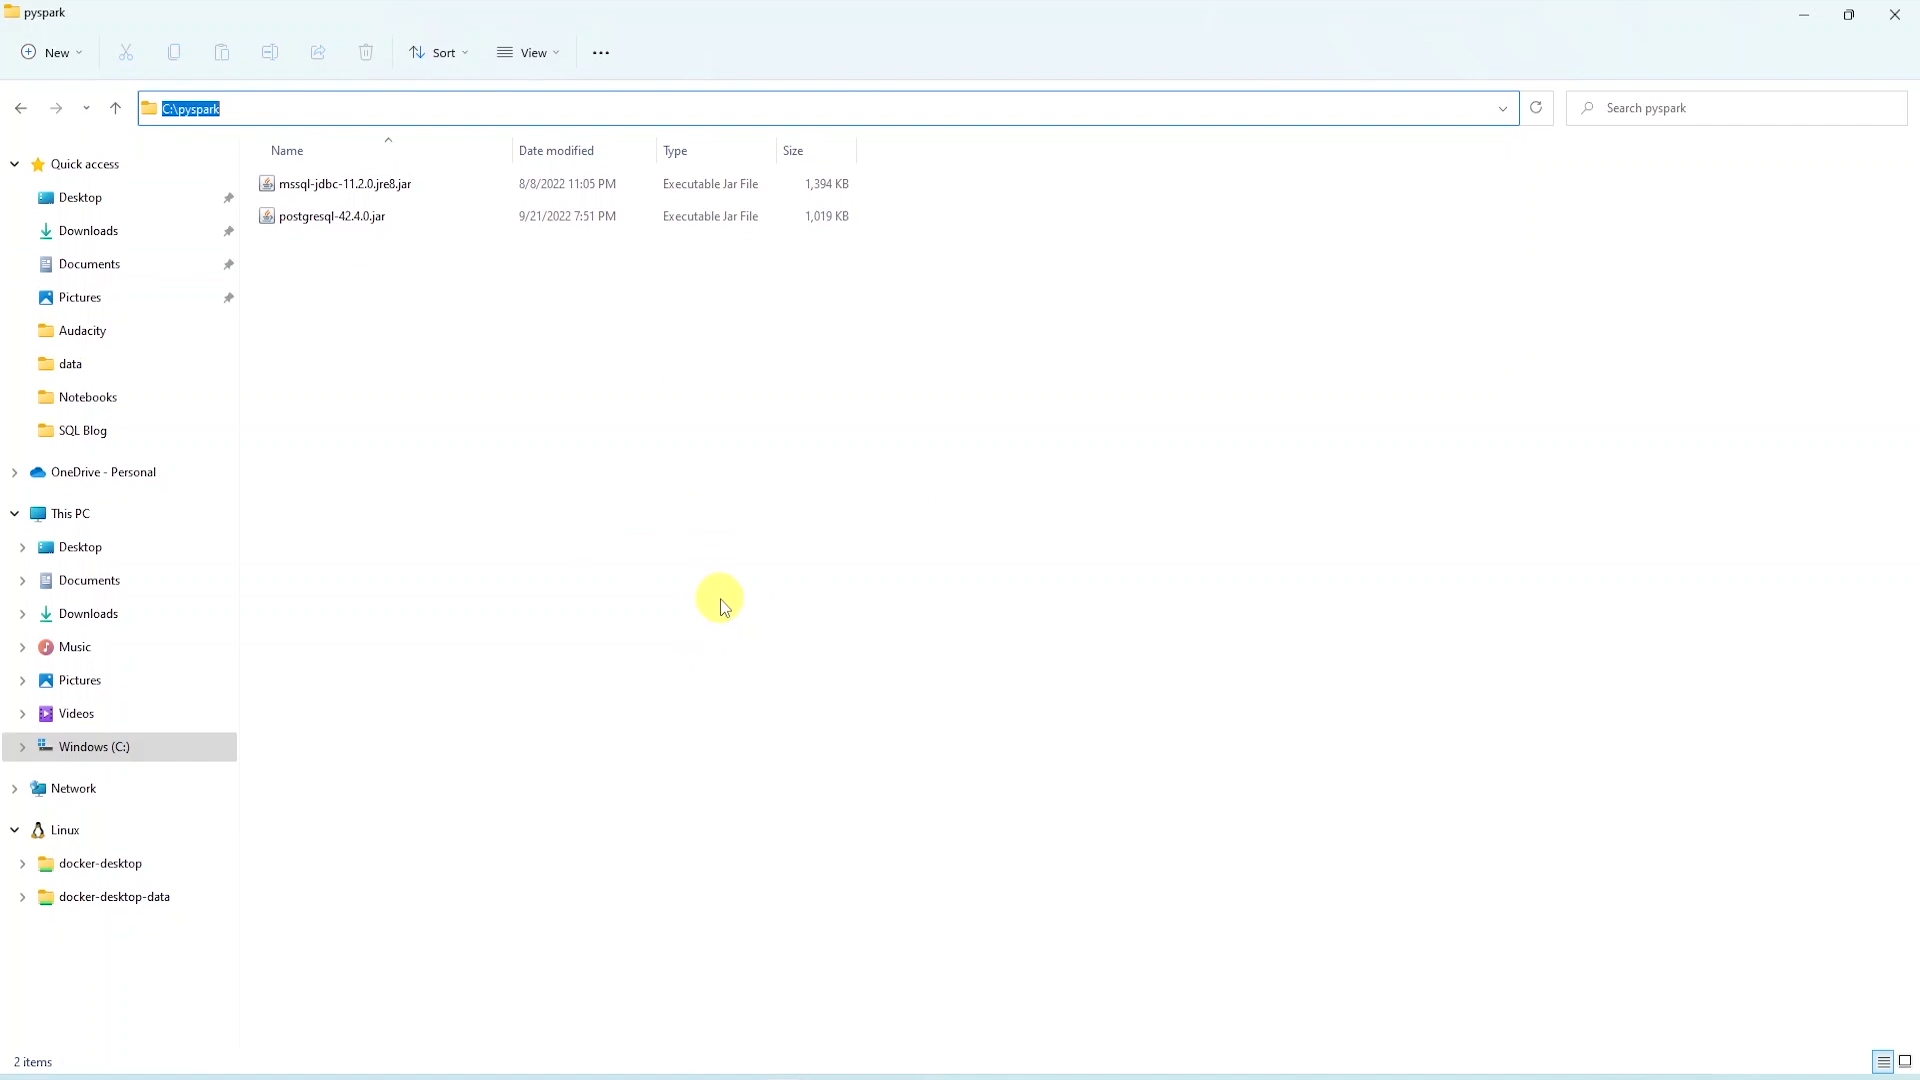 pyspark
New Sort View
C:\pyspark Search pyspark
Name Date modified Type Size
mssql-jdbc-11.2.0.jre8.jar 8/8/2022 11:05 PM Executable Jar File 1,394 KB
postgresql-42.4.0.jar 9/21/2022 7:51 PM Executable Jar File 1,019 KB
Quick access
Desktop
Downloads
Documents
Pictures
Audacity
data
Notebooks
SQL Blog
OneDrive - Personal
This PC
Desktop
Documents
Downloads
Music
Pictures
Videos
Windows (C:)
Network
Linux
docker-desktop
docker-desktop-data
2 items